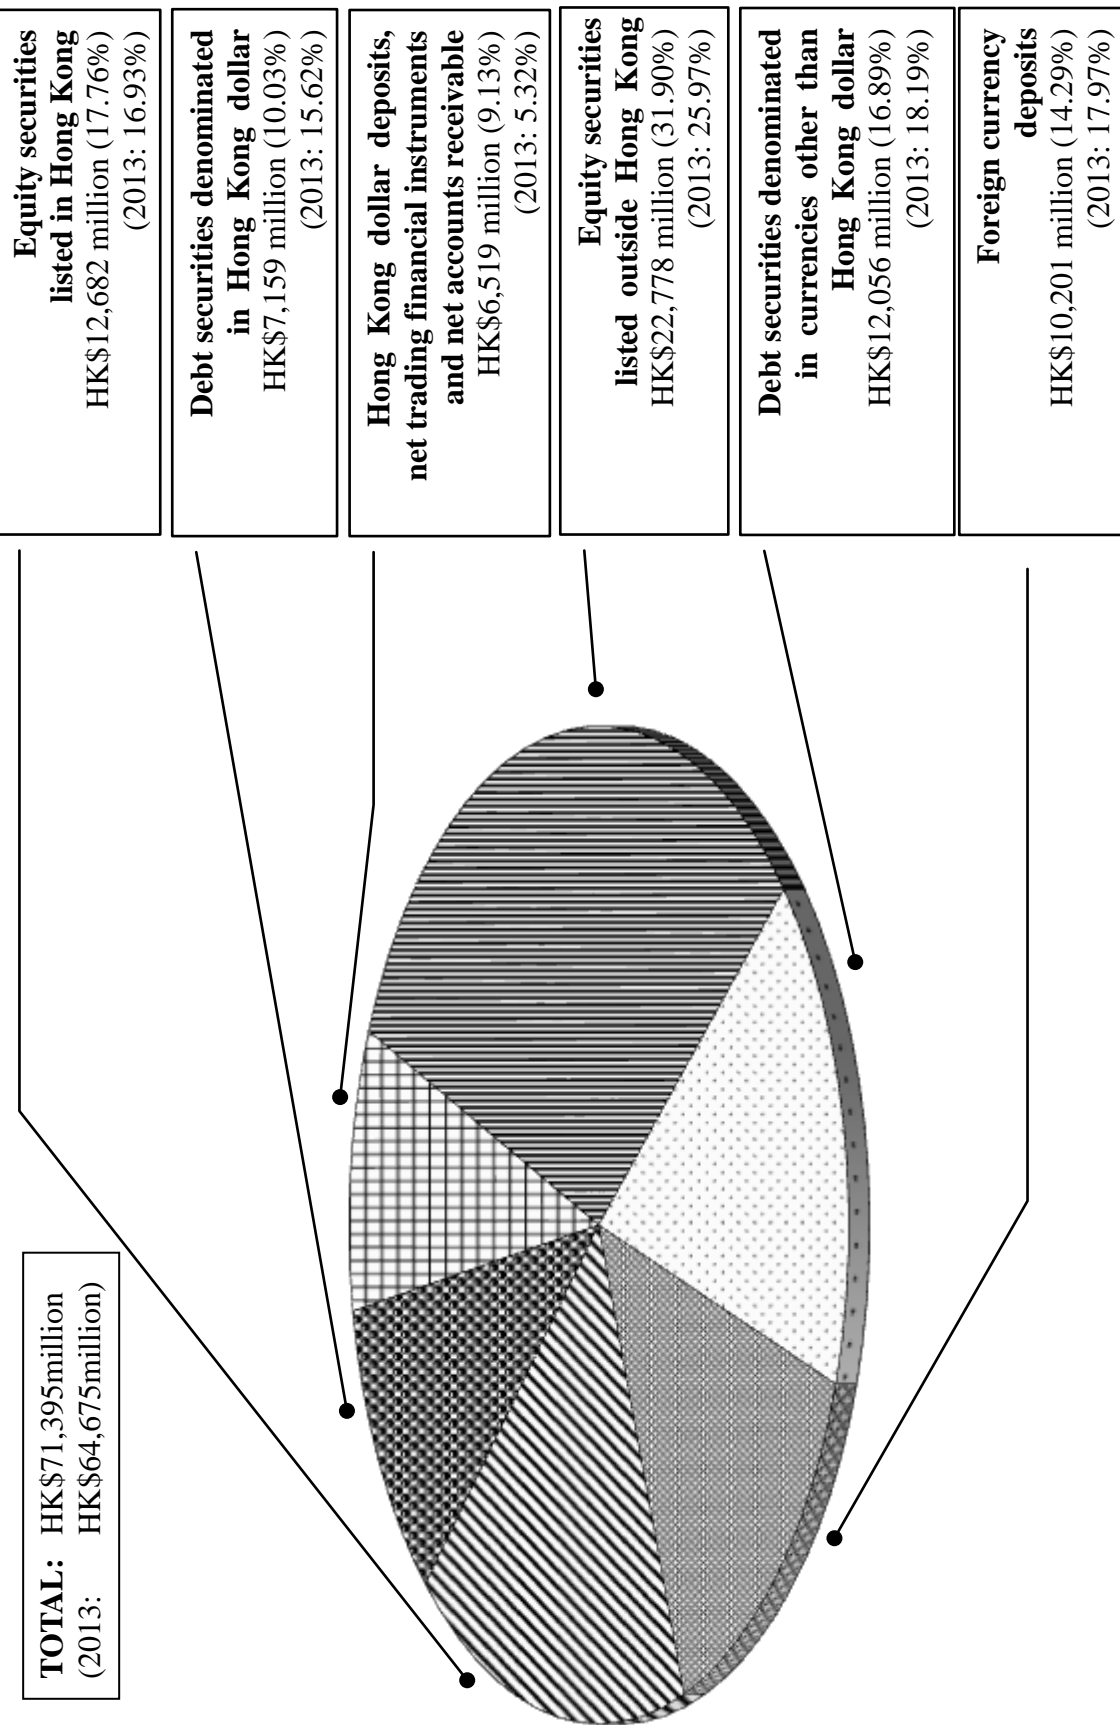 Equity securities
listed in Hong Kong
HK$12,682 million (17.76%)
(2013: 16.93%)
Debt securities denominated
in Hong Kong dollar
HK$7,159 million (10.03%)
(2013: 15.62%)
Hong Kong dollar deposits,
net trading financial instruments
and net accounts receivable
HK$6,519 million (9.13%)
(2013: 5.32%)
Equity securities
listed outside Hong Kong
HK$22,778 million (31.90%)
(2013: 25.97%)
Debt securities denominated
in currencies other than
Hong Kong dollar
HK$12,056 million (16.89%)
(2013: 18.19%)
Foreign currency
deposits
HK$10,201 million (14.29%)
(2013: 17.97%)
TOTAL: HK$71,395million
(2013: HK$64,675million)